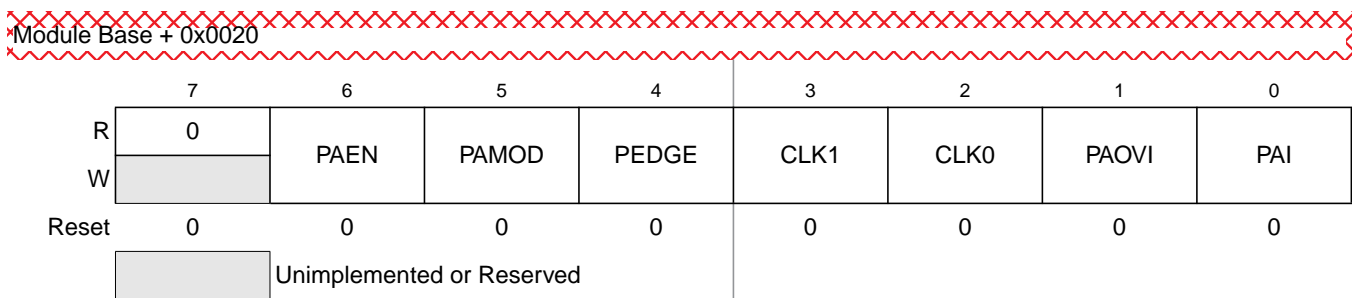 Module Base + 0x0020
7 6 5 4 3 2 1 0
R 0 PAEN PAMOD PEDGE CLK1 CLK0 PAOVI PAI
W
Reset 0 0 0 0 0 0 0 0
Unimplemented or Reserved